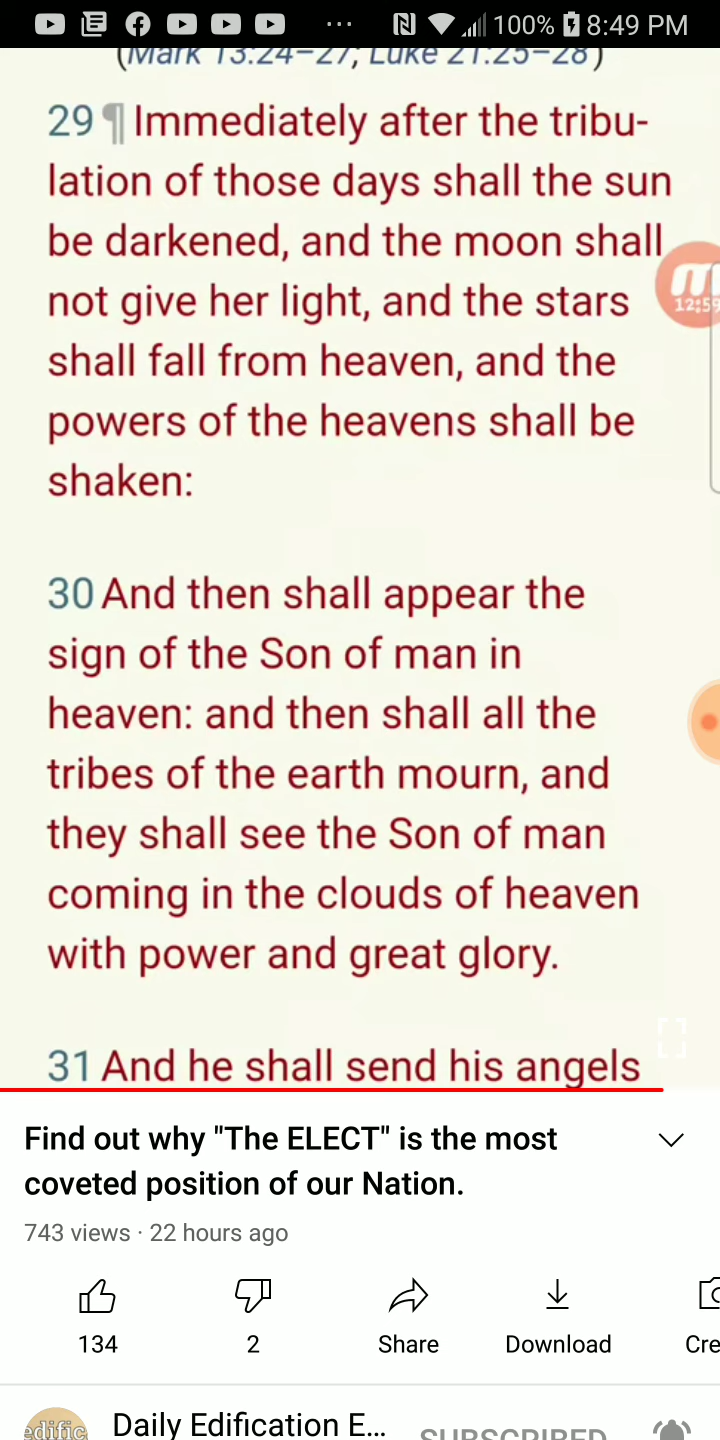 100% 8:49 PM
(Mark 13:24–27; Luke 21:25–28)
29 ¶ Immediately after the tribu-
lation of those days shall the sun
be darkened, and the moon shall
not give her light, and the stars
shall fall from heaven, and the
powers of the heavens shall be
shaken:
12:59
30 And then shall appear the
sign of the Son of man in
heaven: and then shall all the
tribes of the earth mourn, and
they shall see the Son of man
coming in the clouds of heaven
with power and great glory.
31 And he shall send his angels
Find out why "The ELECT" is the most
coveted position of our Nation.
743 views · 22 hours ago
134 2 Share Download Cre
edific
Daily Edification E... SUBSCRIBED